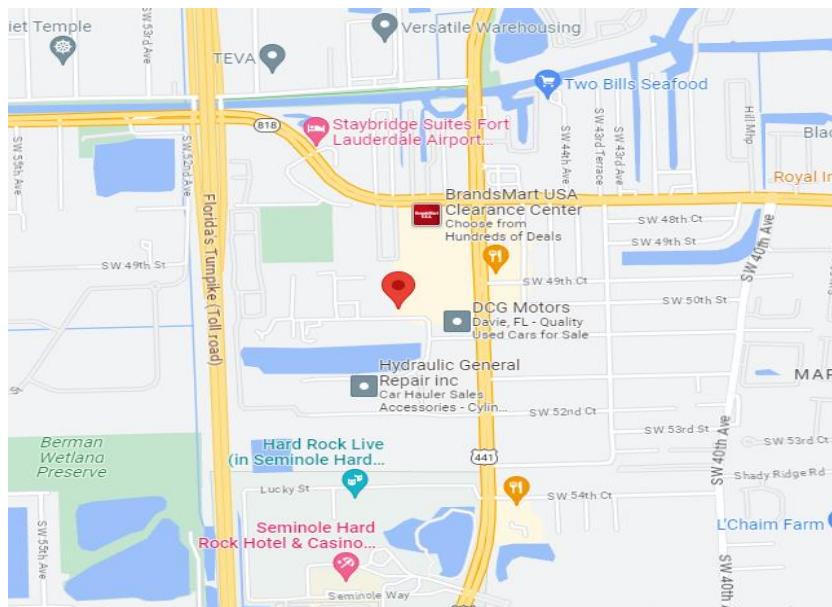 iet Temple
SW 53rd St
Versatile Warehousing
TEVA
Two Bills Seafood
818
Staybridge Suites Fort
Lauderdale Airport...
SW 55th Ave
SW 52nd Ave
SW 44th Ave
SW 43rd Terrace
SW 43rd Ave
Hill Mhp
Blac
Royal In
BrandsMart USA
Clearance Center
Choose from
Hundreds of Deals
SW 48th Ct
SW 49th St
SW 49th St
SW 40th Ave
Florida's Turnpike (Toll road)
SW 49th Ct
SW 50th St
DCG Motors
Davie, FL - Quality
Used Cars for Sale
Hydraulic General
Repair inc
Car Hauler Sales
Accessories - Cylin...
MAR
SW 52nd Ct
SW 53rd St
SW 53rd Ct
SW 40th Ave
Berman
Wetland
Preserve
Hard Rock Live
(in Seminole Hard...
441
Shady Ridge Rd
Lucky St
SW 54th Ct
L'Chaim Farm
Seminole Hard
Rock Hotel & Casino...
SW 55th Ave
SW 40th Ave
Seminole Way